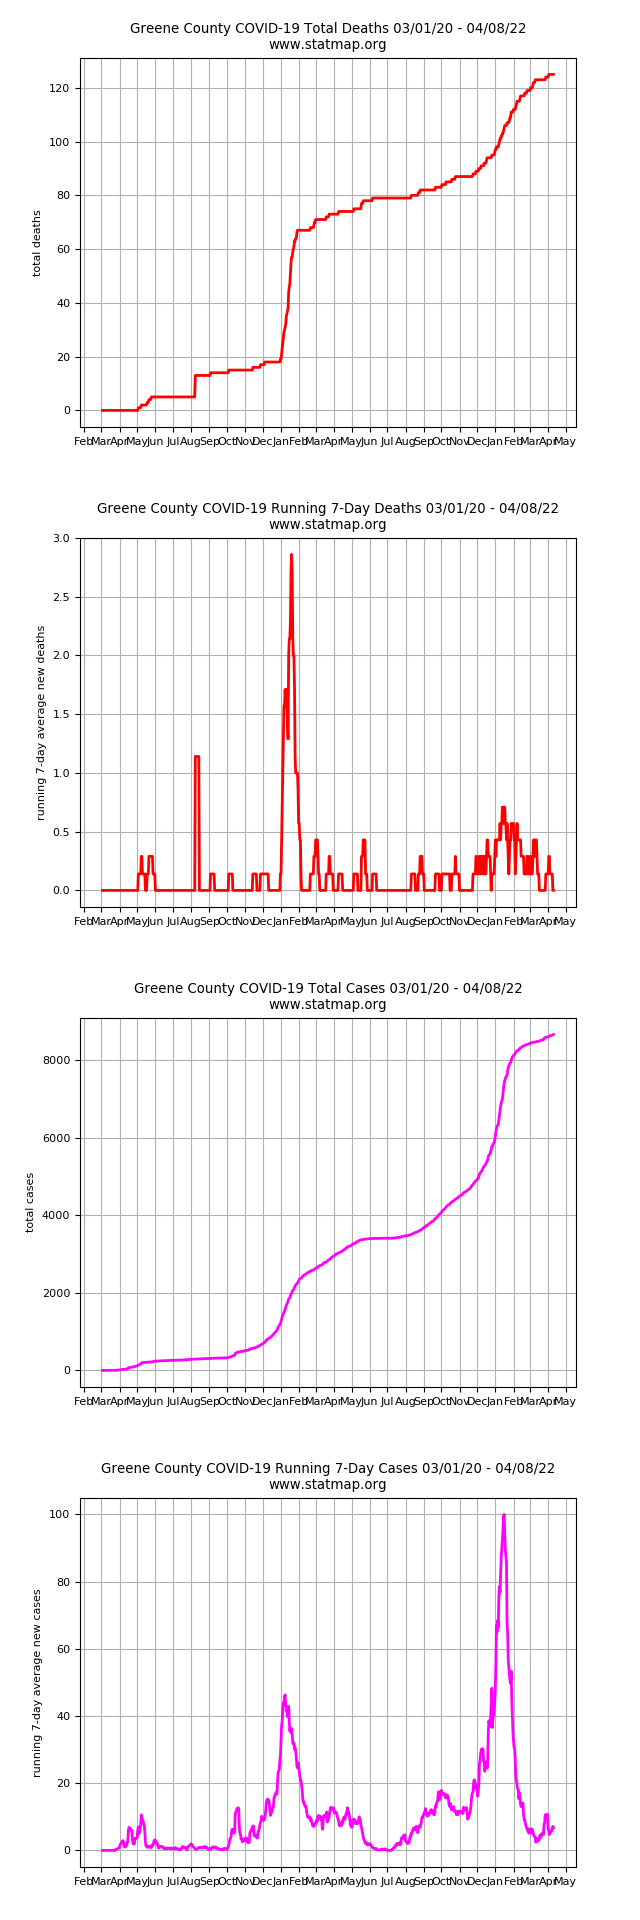 Greene County COVID-19 Total Deaths 03/01/20 - 04/08/22
www.statmap.org
120
100
80
60
40
20
0
total deaths
Feb Mar Apr May Jun Jul Aug Sep Oct Nov Dec Jan Feb Mar Apr May Jun Jul Aug Sep Oct Nov Dec Jan Feb Mar Apr May
Greene County COVID-19 Running 7-Day Deaths 03/01/20 - 04/08/22
www.statmap.org
3.0
2.5
2.0
1.5
1.0
0.5
0.0
running 7-day average new deaths
Feb Mar Apr May Jun Jul Aug Sep Oct Nov Dec Jan Feb Mar Apr May Jun Jul Aug Sep Oct Nov Dec Jan Feb Mar Apr May
Greene County COVID-19 Total Cases 03/01/20 - 04/08/22
www.statmap.org
8000
6000
4000
2000
0
total cases
Feb Mar Apr May Jun Jul Aug Sep Oct Nov Dec Jan Feb Mar Apr May Jun Jul Aug Sep Oct Nov Dec Jan Feb Mar Apr May
Greene County COVID-19 Running 7-Day Cases 03/01/20 - 04/08/22
www.statmap.org
100
80
60
40
20
0
running 7-day average new cases
Feb Mar Apr May Jun Jul Aug Sep Oct Nov Dec Jan Feb Mar Apr May Jun Jul Aug Sep Oct Nov Dec Jan Feb Mar Apr May